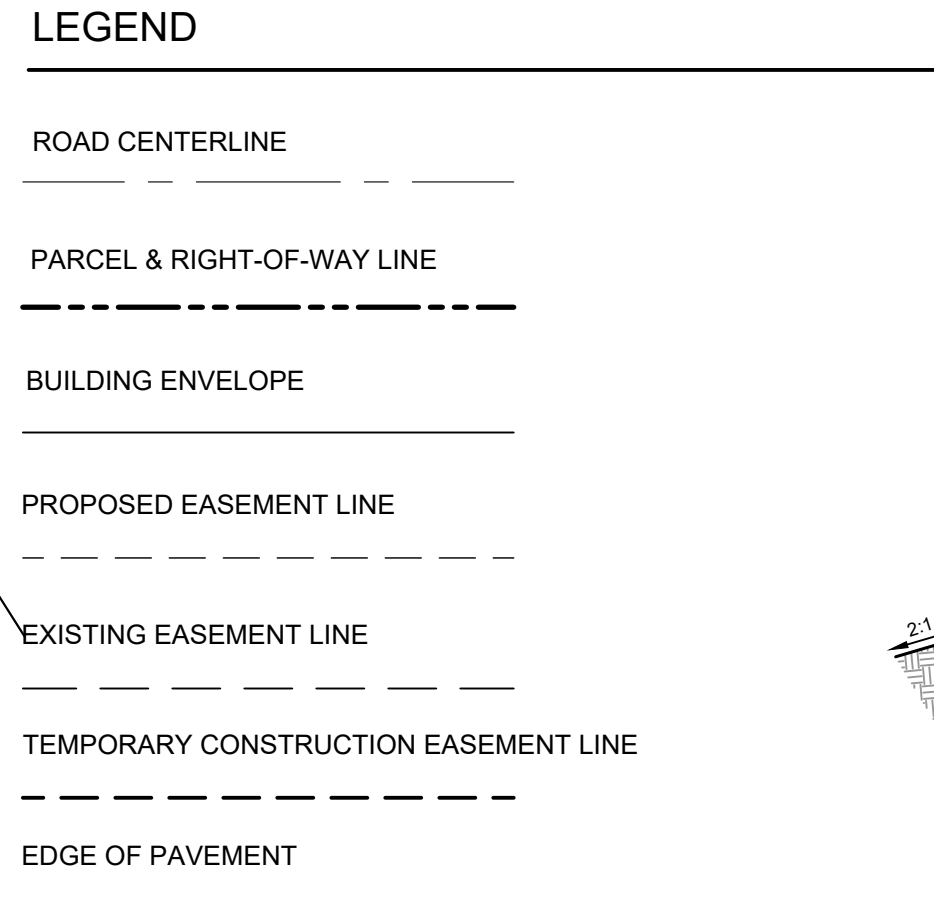 LEGEND
ROAD CENTERLINE
PARCEL & RIGHT-OF-WAY LINE
BUILDING ENVELOPE
PROPOSED EASEMENT LINE
EXISTING EASEMENT LINE
2:1
TEMPORARY CONSTRUCTION EASEMENT LINE
EDGE OF PAVEMENT